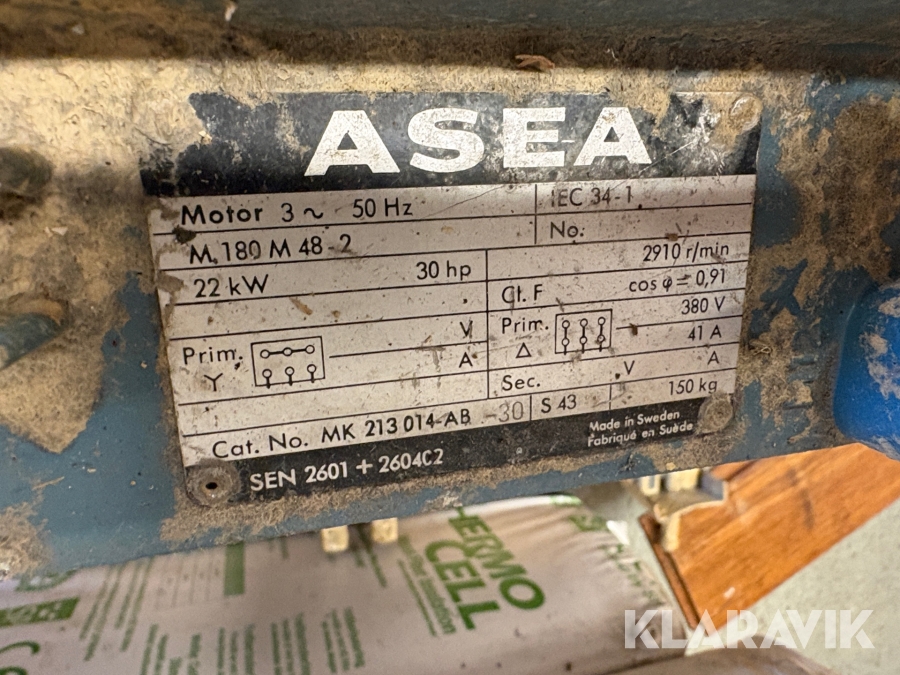 ASEA
Motor 3 ~ 50 Hz
IEC 34-1
M 180 M 48-2
No.
22 kW 30 hp
2910 r/min
Cl. F cos φ = 0,91
Prim. Y V A
Prim. Δ 380 V 41 A
Sec. V A
Cat. No. MK 213 014-AB -30
S 43
150 kg
SEN 2601 + 2604C2
Made in Sweden
Fabriqué en Suède
THERMO
CELL
KLARAVIK